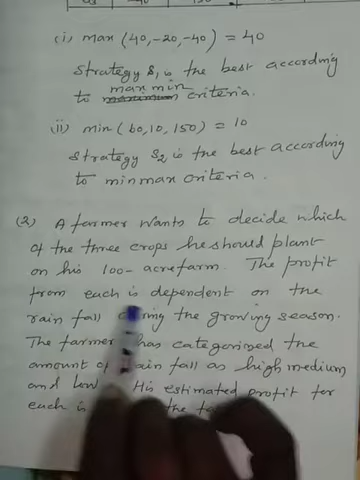 -40
(i) max (40, -20, -40) = 40
Strategy S1 is the best according
to maxmin criteria.
(ii) min (60, 10, 150) = 10
Strategy S2 is the best according
to minmax criteria.
(2) A farmer wants to decide which
of the three crops he should plant
on his 100-acre farm. The profit
from each is dependent on the
rain fall during the growing season.
The farmer has categorized the
amount of rain fall as high medium
and low His estimated profit for
each is the